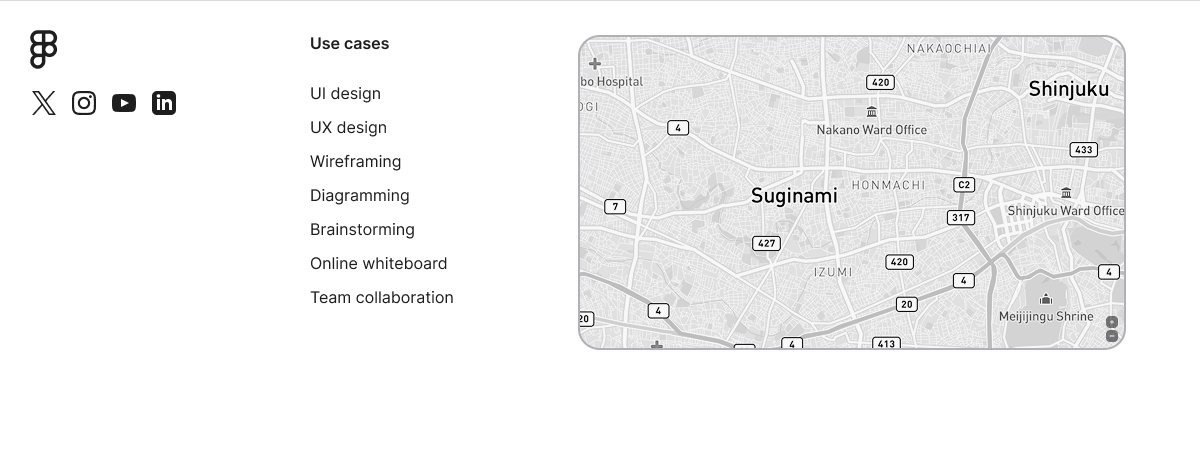 Use cases
UI design
UX design
Wireframing
Diagramming
Brainstorming
Online whiteboard
Team collaboration
NAKAOCHIAI
bo Hospital
420
Shinjuku
OGI
4
Nakano Ward Office
433
HONMACHI
C2
Suginami
7
Shinjuku Ward Office
317
427
420
IZUMI
4
4
20
4
Meijijingu Shrine
20
4
413